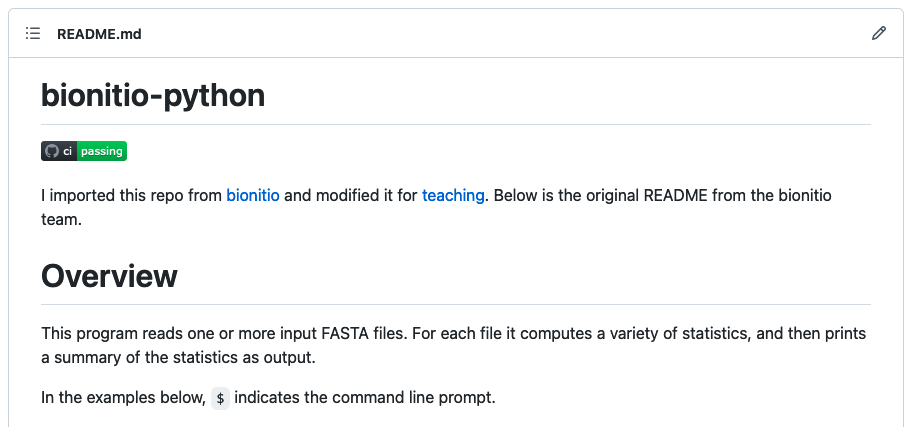 README.md
bionitio-python
ci passing
I imported this repo from bionitio and modified it for teaching. Below is the original README from the bionitio
team.
Overview
This program reads one or more input FASTA files. For each file it computes a variety of statistics, and then prints
a summary of the statistics as output.
In the examples below, $ indicates the command line prompt.